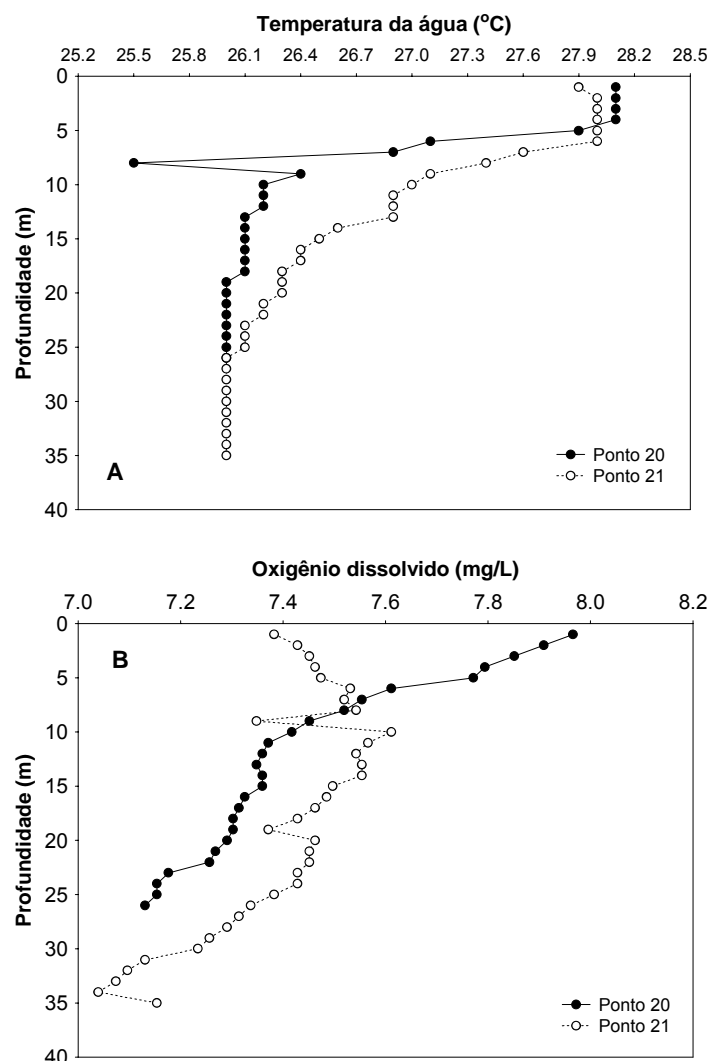 Temperatura da água (°C)
25.2 25.5 25.8 26.1 26.4 26.7 27.0 27.3 27.6 27.9 28.2 28.5
0
5
10
15
20
25
30
35
40
Profundidade (m)
A
Ponto 20
Ponto 21
Oxigênio dissolvido (mg/L)
7.0 7.2 7.4 7.6 7.8 8.0 8.2
0
5
10
15
20
25
30
35
40
Profundidade (m)
B
Ponto 20
Ponto 21